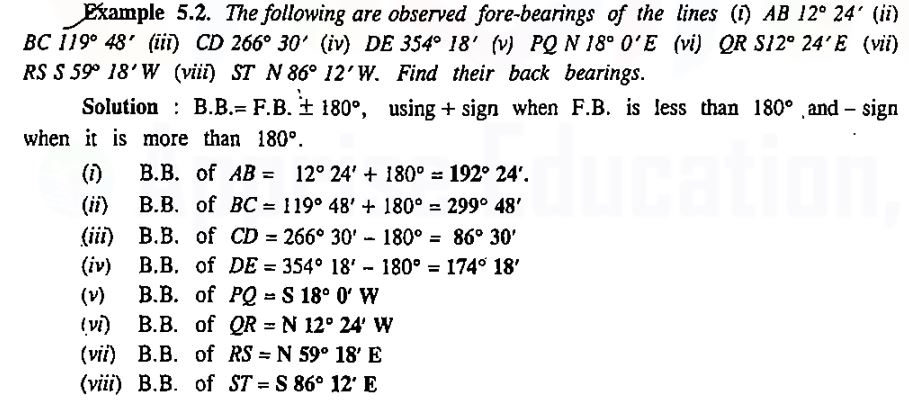 Example 5.2. The following are observed fore-bearings of the lines (i) AB 12° 24′ (ii)
BC 119° 48′ (iii) CD 266° 30′ (iv) DE 354° 18′ (v) PQ N 18° 0′ E (vi) QR S12° 24′ E (vii)
RS S 59° 18′ W (viii) ST N 86° 12′ W. Find their back bearings.
Solution : B.B.= F.B. ± 180°, using + sign when F.B. is less than 180° and – sign
when it is more than 180°.
(i) B.B. of AB = 12° 24′ + 180° = 192° 24′.
(ii) B.B. of BC = 119° 48′ + 180° = 299° 48′
(iii) B.B. of CD = 266° 30′ – 180° = 86° 30′
(iv) B.B. of DE = 354° 18′ – 180° = 174° 18′
(v) B.B. of PQ = S 18° 0′ W
(vi) B.B. of QR = N 12° 24′ W
(vii) B.B. of RS = N 59° 18′ E
(viii) B.B. of ST = S 86° 12′ E
Education,